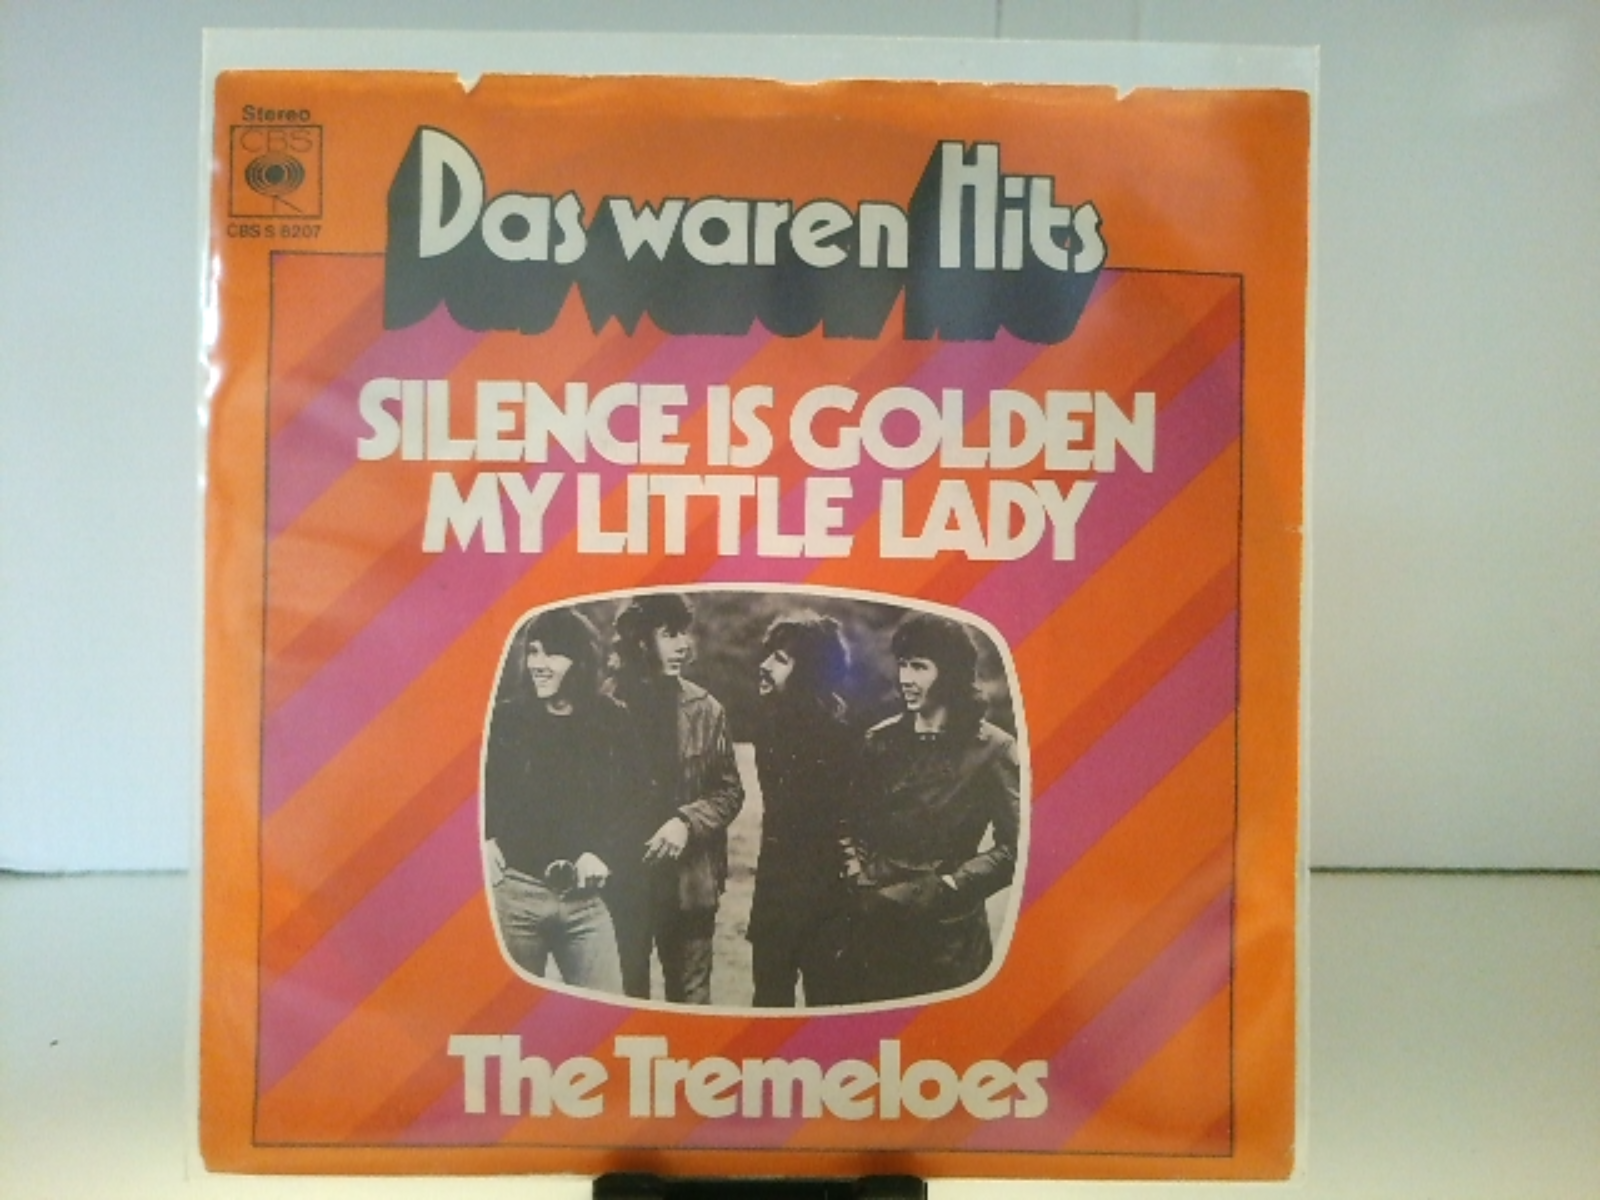 Stereo
CBS
CBS S 8207
Das waren Hits
SILENCE IS GOLDEN
MY LITTLE LADY
The Tremeloes